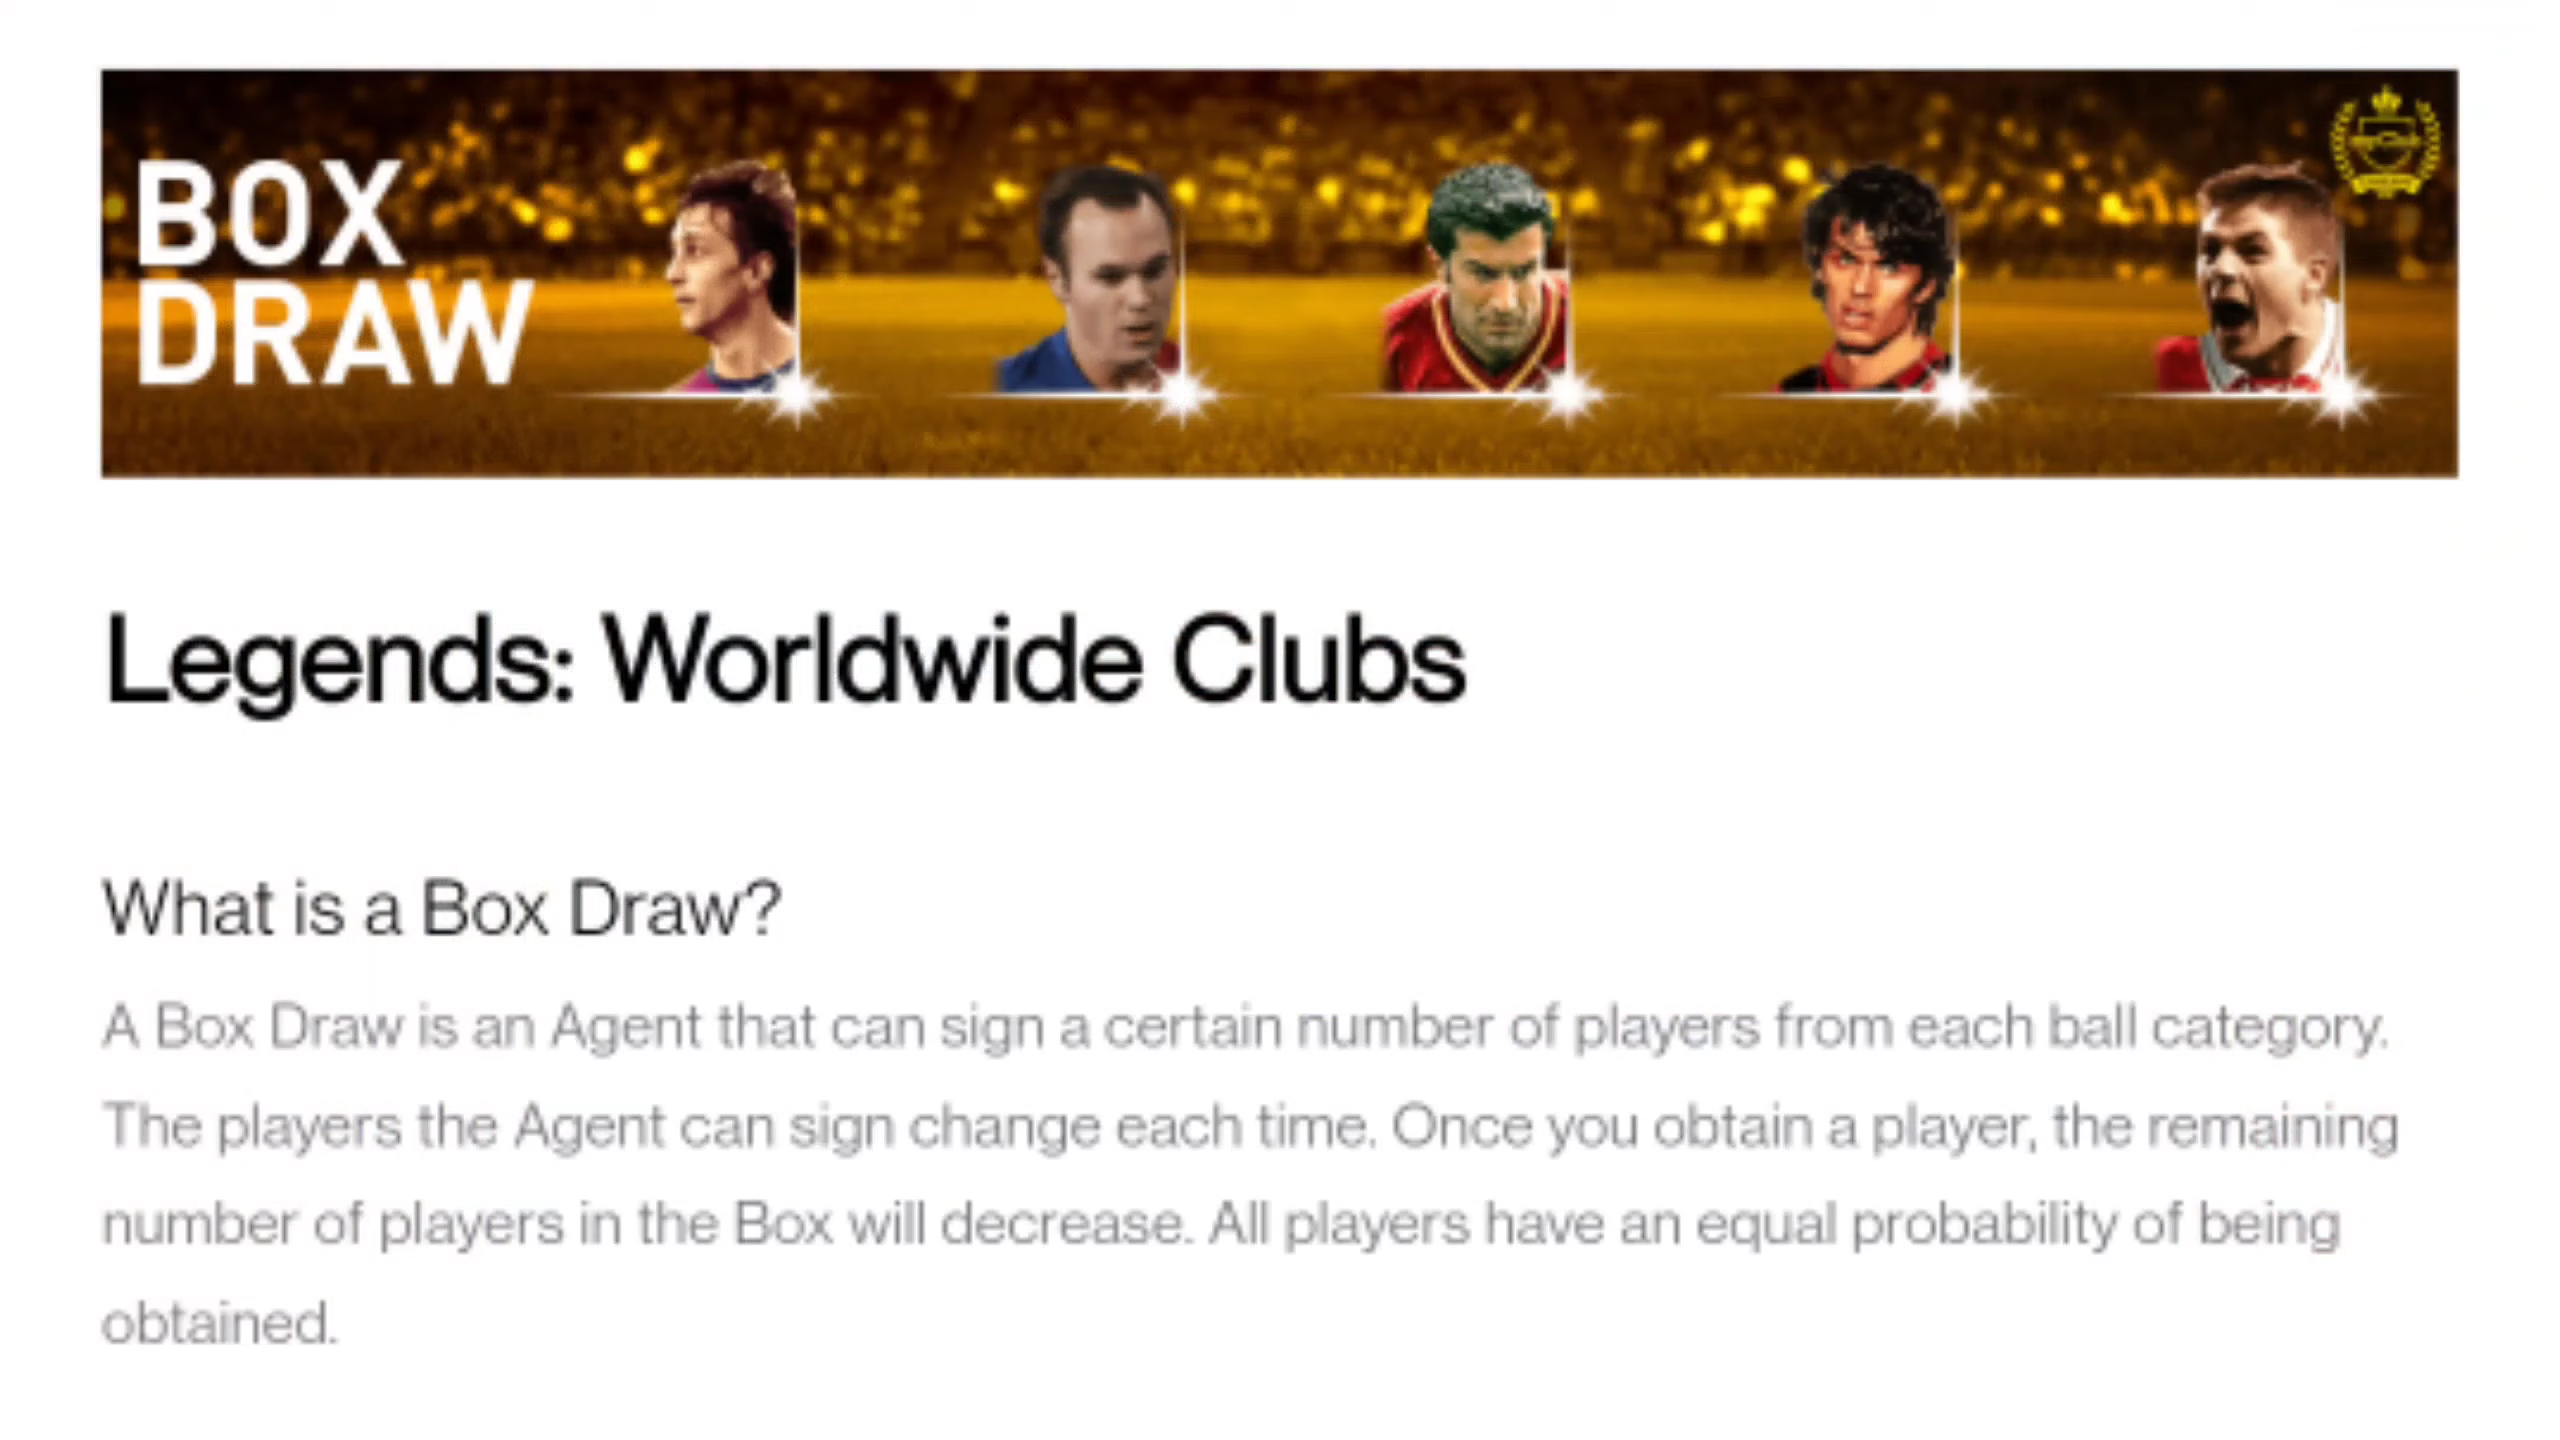 BOX
DRAW
Legends: Worldwide Clubs
What is a Box Draw?
A Box Draw is an Agent that can sign a certain number of players from each ball category.
The players the Agent can sign change each time. Once you obtain a player, the remaining
number of players in the Box will decrease. All players have an equal probability of being
obtained.